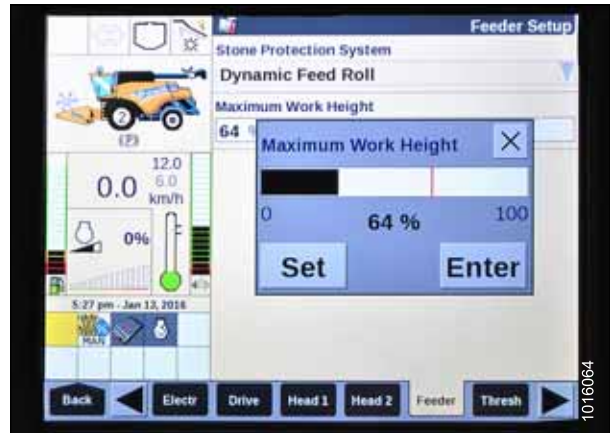 Feeder Setup
Stone Protection System
Dynamic Feed Roll
Maximum Work Height
64 %
Maximum Work Height
0
64 %
100
Set
Enter
2
(P)
0.0
12.0
6.0
km/h
0%
5:27 pm - Jan 13, 2016
MAN
Back
Electr
Drive
Head 1
Head 2
Feeder
Thresh
1016064